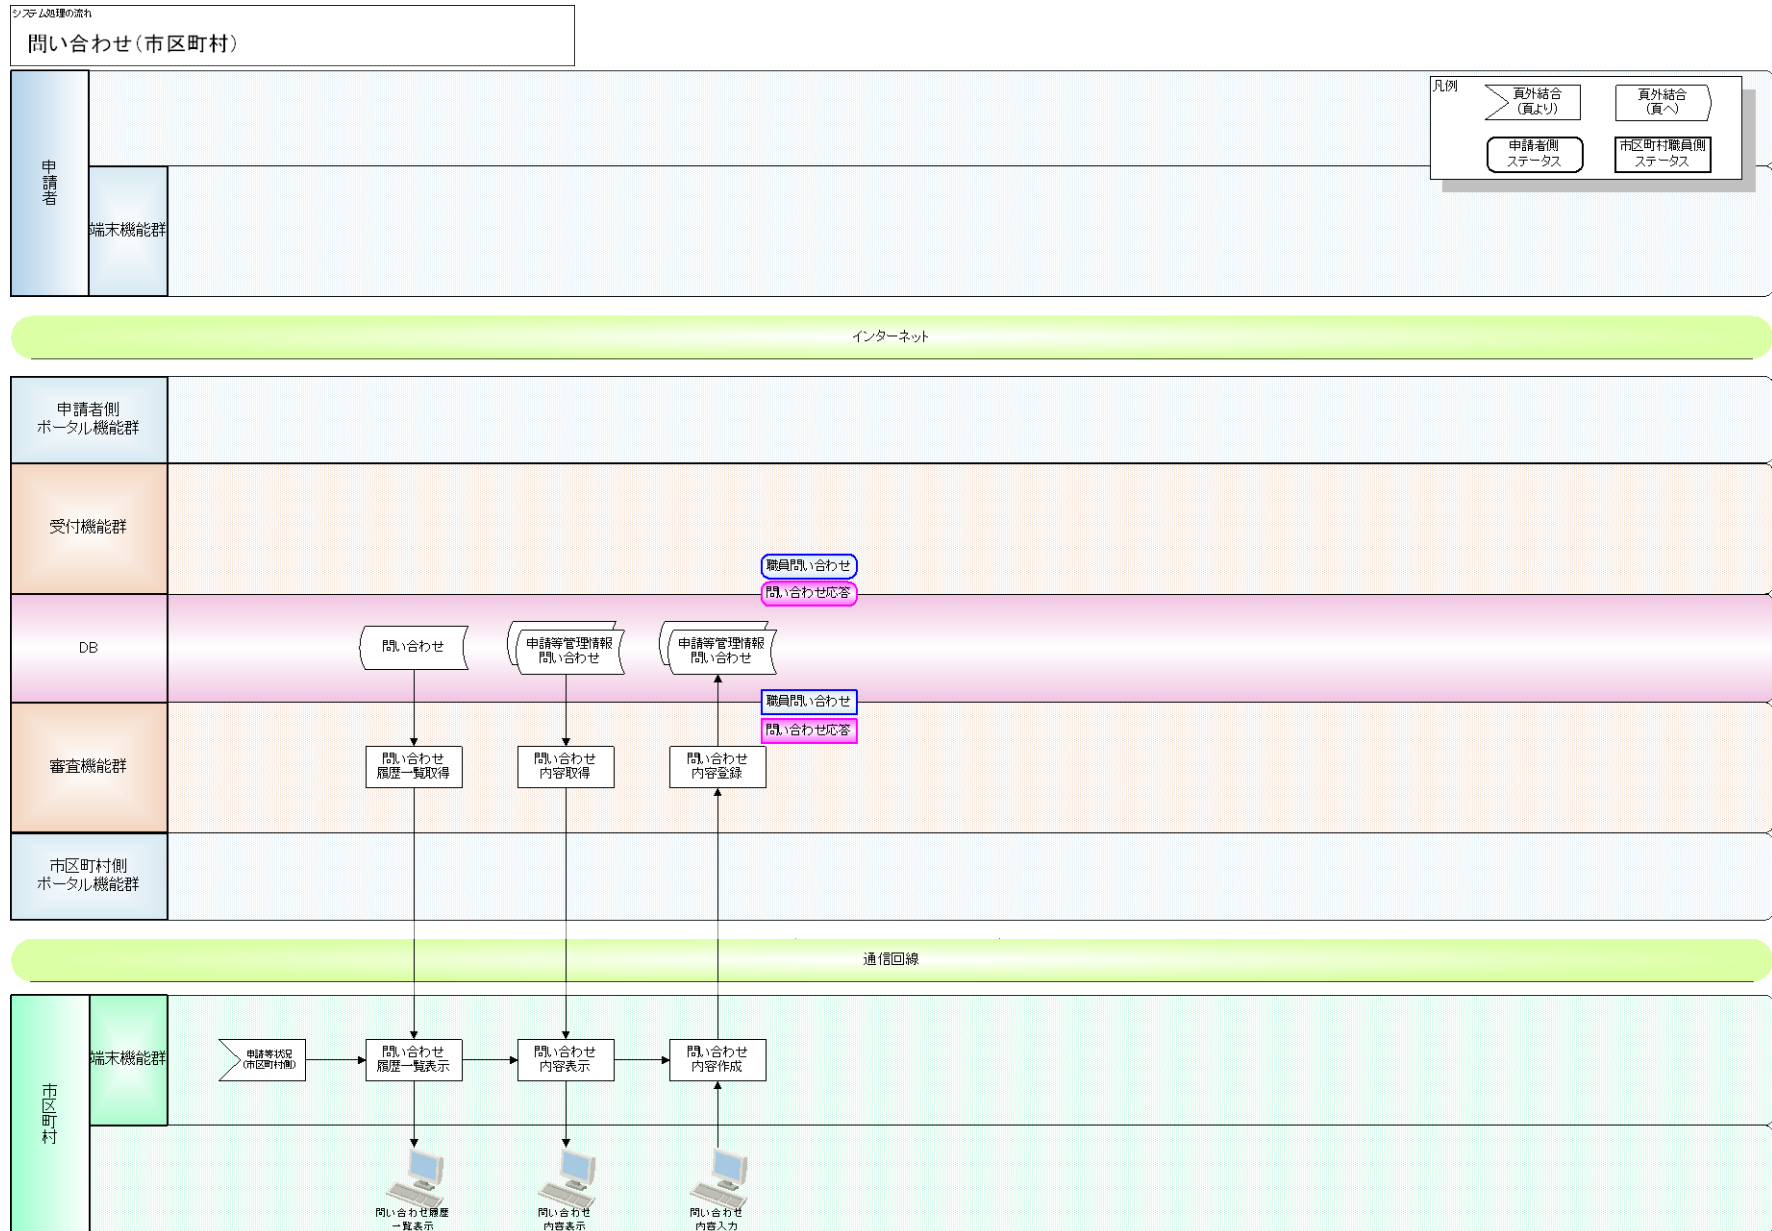 システム処理の流れ
問い合わせ(市区町村)
凡例
頁外結合
(頁より)
頁外結合
(頁へ)
申請者側
ステータス
市区町村職員側
ステータス
申請者
端末機能群
インターネット
申請者側
ポータル機能群
受付機能群
職員問い合わせ
問い合わせ応答
DB
問い合わせ
申請等管理情報
問い合わせ
申請等管理情報
問い合わせ
職員問い合わせ
問い合わせ応答
審査機能群
問い合わせ
履歴一覧取得
問い合わせ
内容取得
問い合わせ
内容登録
市区町村側
ポータル機能群
通信回線
市区町村
端末機能群
申請等状況
(市区町村側)
問い合わせ
履歴一覧表示
問い合わせ
内容表示
問い合わせ
内容作成
問い合わせ履歴
一覧表示
問い合わせ
内容表示
問い合わせ
内容入力